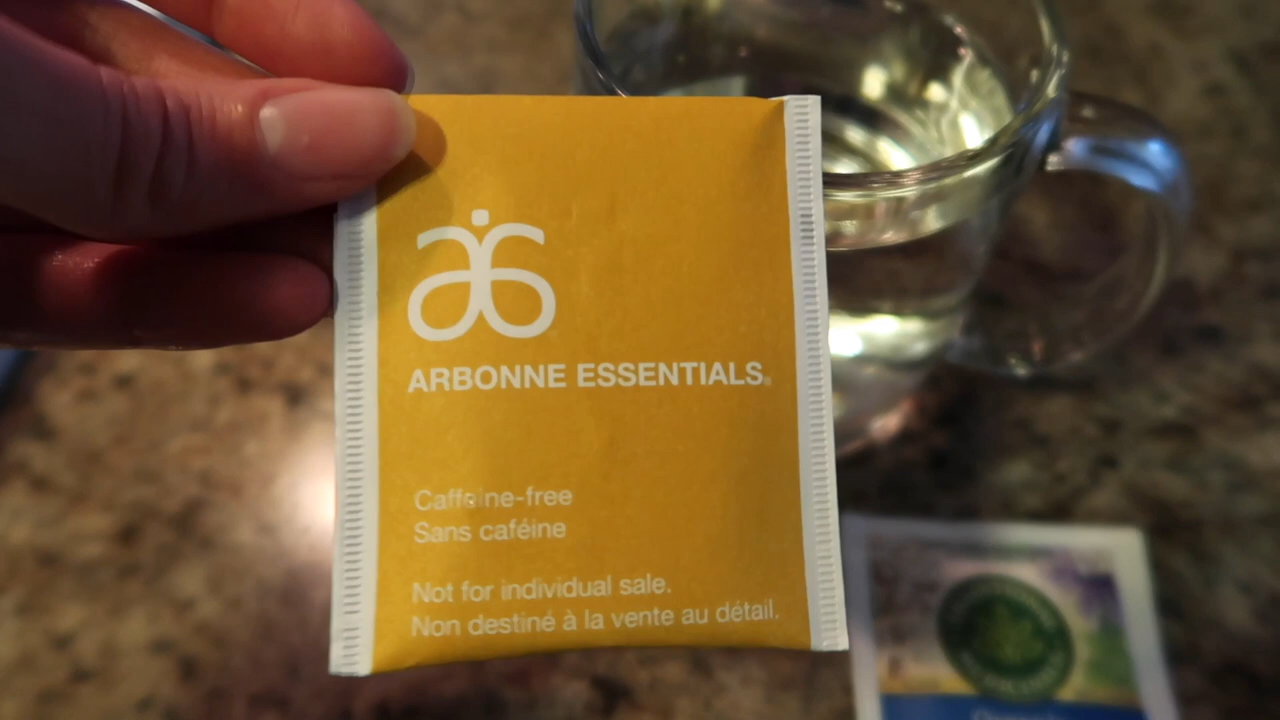 ARBONNE ESSENTIALS®
Caffeine-free
Sans caféine
Not for individual sale.
Non destiné à la vente au détail.